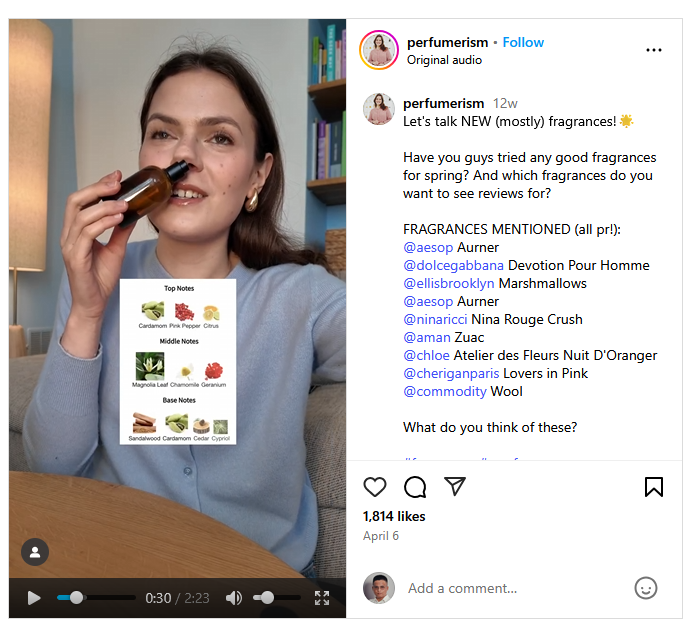 perfumerism • Follow
Original audio
perfumerism 12w
Let's talk NEW (mostly) fragrances!
Have you guys tried any good fragrances
for spring? And which fragrances do you
want to see reviews for?
FRAGRANCES MENTIONED (all pr!):
@aesop Aurner
@dolcegabbana Devotion Pour Homme
@ellisbrooklyn Marshmallows
@aesop Aurner
@ninaricci Nina Rouge Crush
@aman Zuac
@chloe Atelier des Fleurs Nuit D'Oranger
@cheriganparis Lovers in Pink
@commodity Wool
What do you think of these?
1,814 likes
April 6
Add a comment...
Top Notes
Cardamom Pink Pepper Citrus
Middle Notes
Magnolia Leaf Chamomile Geranium
Base Notes
Sandalwood Cardamom Cedar Cypriol
0:30 / 2:23